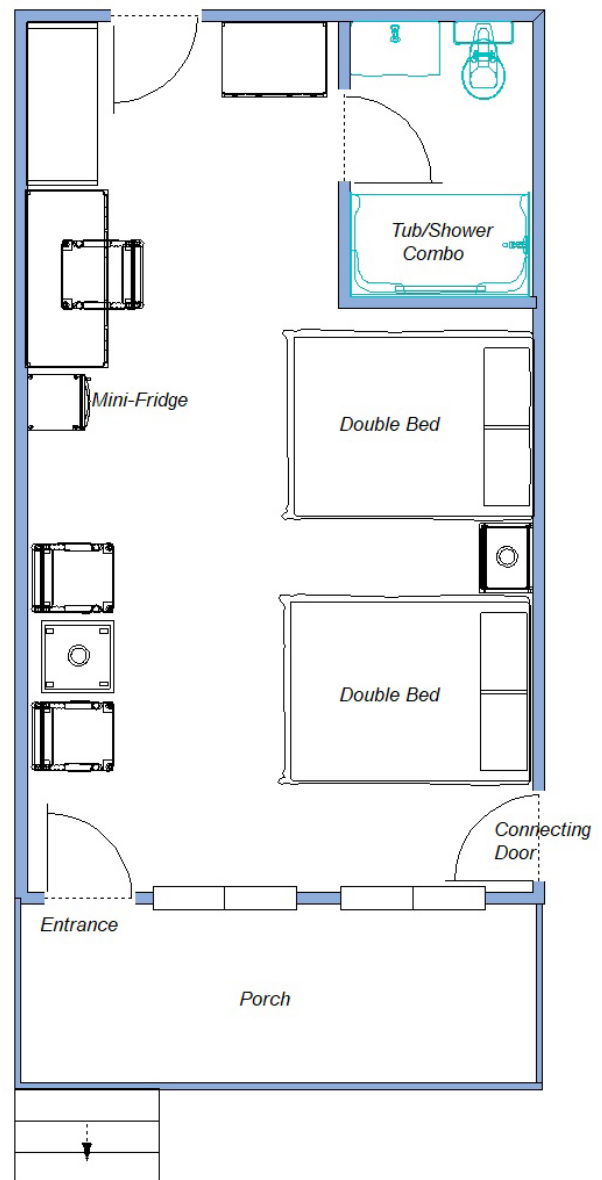 Tub/Shower
Combo
Mini-Fridge
Double Bed
Double Bed
Connecting
Door
Entrance
Porch